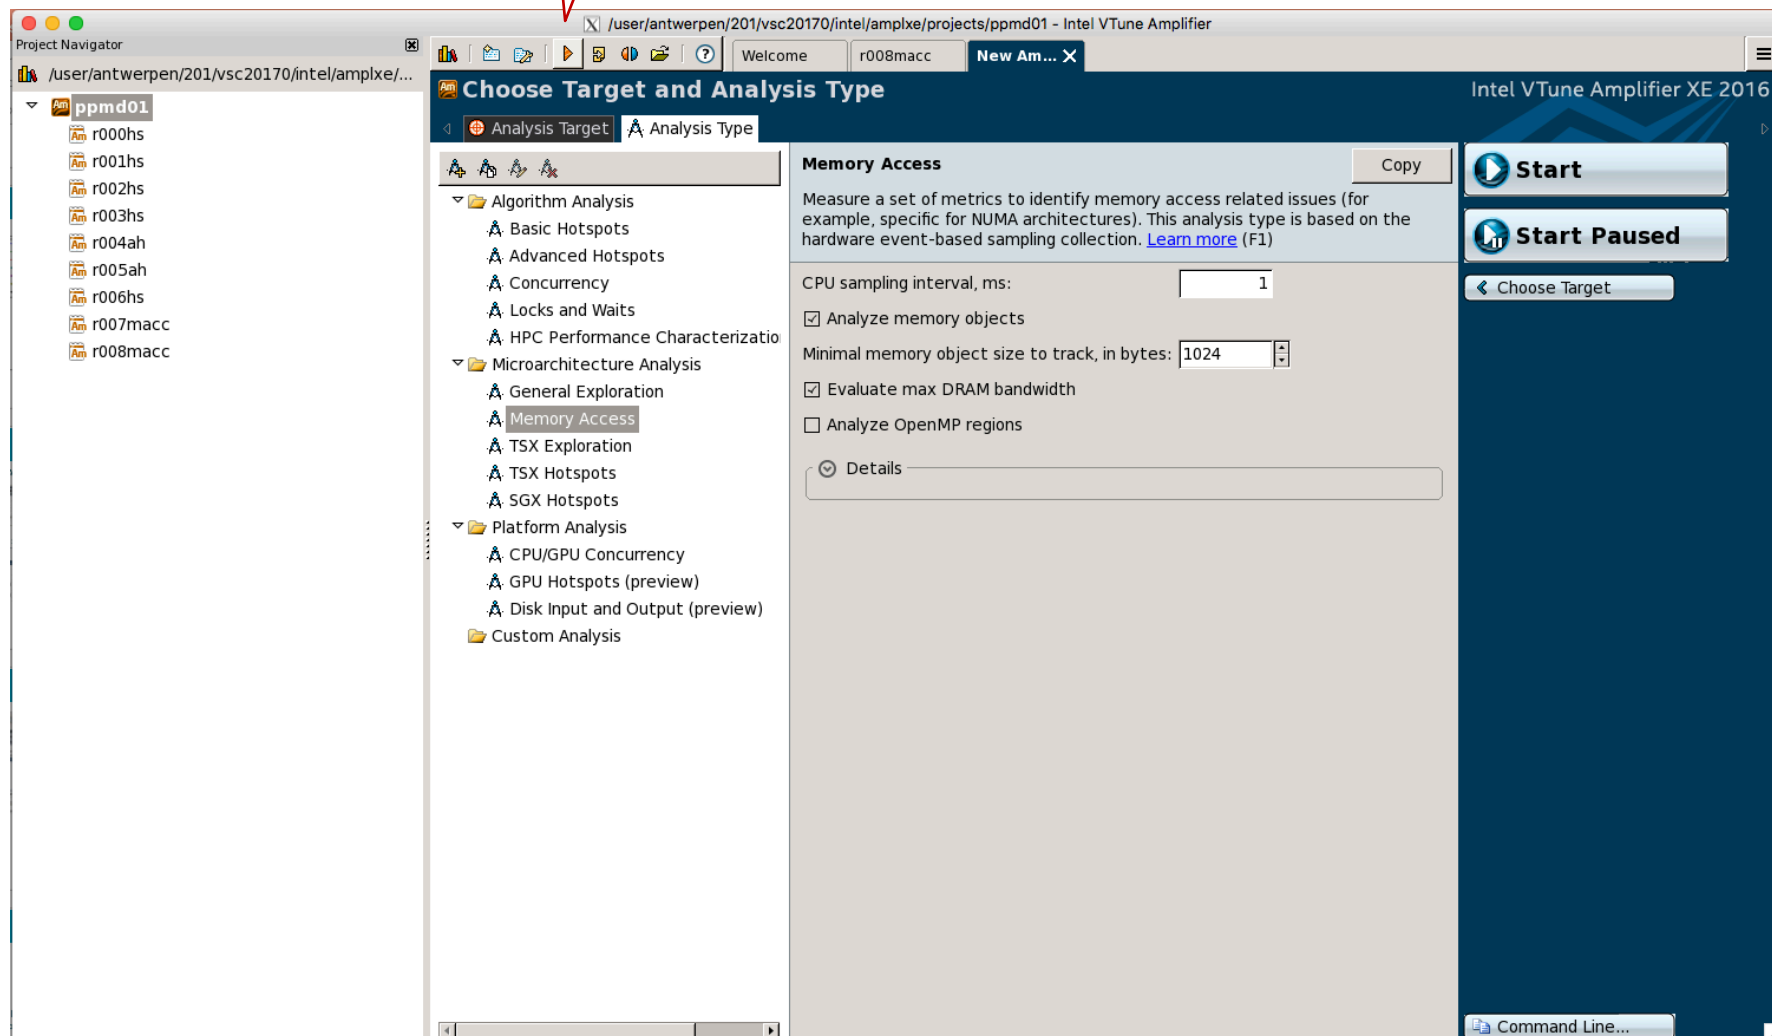 /user/antwerpen/201/vsc20170/intel/amplxe/projects/ppmd01 - Intel VTune Amplifier
Project Navigator
/user/antwerpen/201/vsc20170/intel/amplxe/...
ppmd01
r000hs
r001hs
r002hs
r003hs
r004ah
r005ah
r006hs
r007macc
r008macc
Welcome
r008macc
New Am...
Choose Target and Analysis Type
Intel VTune Amplifier XE 2016
Analysis Target
Analysis Type
Algorithm Analysis
Basic Hotspots
Advanced Hotspots
Concurrency
Locks and Waits
HPC Performance Characterizatio
Microarchitecture Analysis
General Exploration
Memory Access
TSX Exploration
TSX Hotspots
SGX Hotspots
Platform Analysis
CPU/GPU Concurrency
GPU Hotspots (preview)
Disk Input and Output (preview)
Custom Analysis
Memory Access
Copy
Measure a set of metrics to identify memory access related issues (for
example, specific for NUMA architectures). This analysis type is based on the
hardware event-based sampling collection. Learn more (F1)
CPU sampling interval, ms: 1
Analyze memory objects
Minimal memory object size to track, in bytes: 1024
Evaluate max DRAM bandwidth
Analyze OpenMP regions
Details
Start
Start Paused
Choose Target
Command Line...